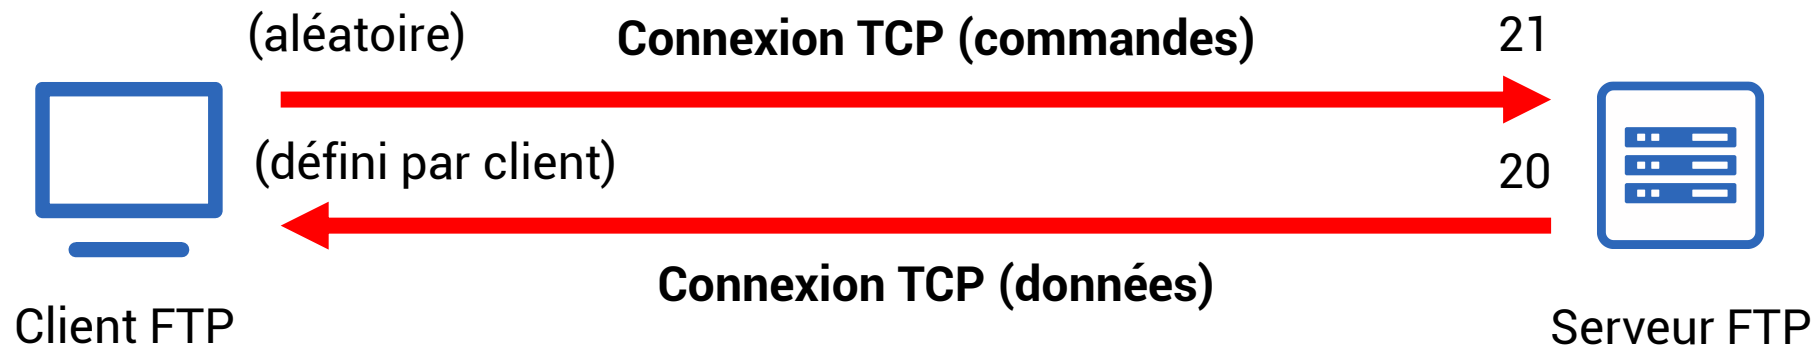 (aléatoire)
Connexion TCP (commandes)
21
(défini par client)
20
Connexion TCP (données)
Client FTP
Serveur FTP